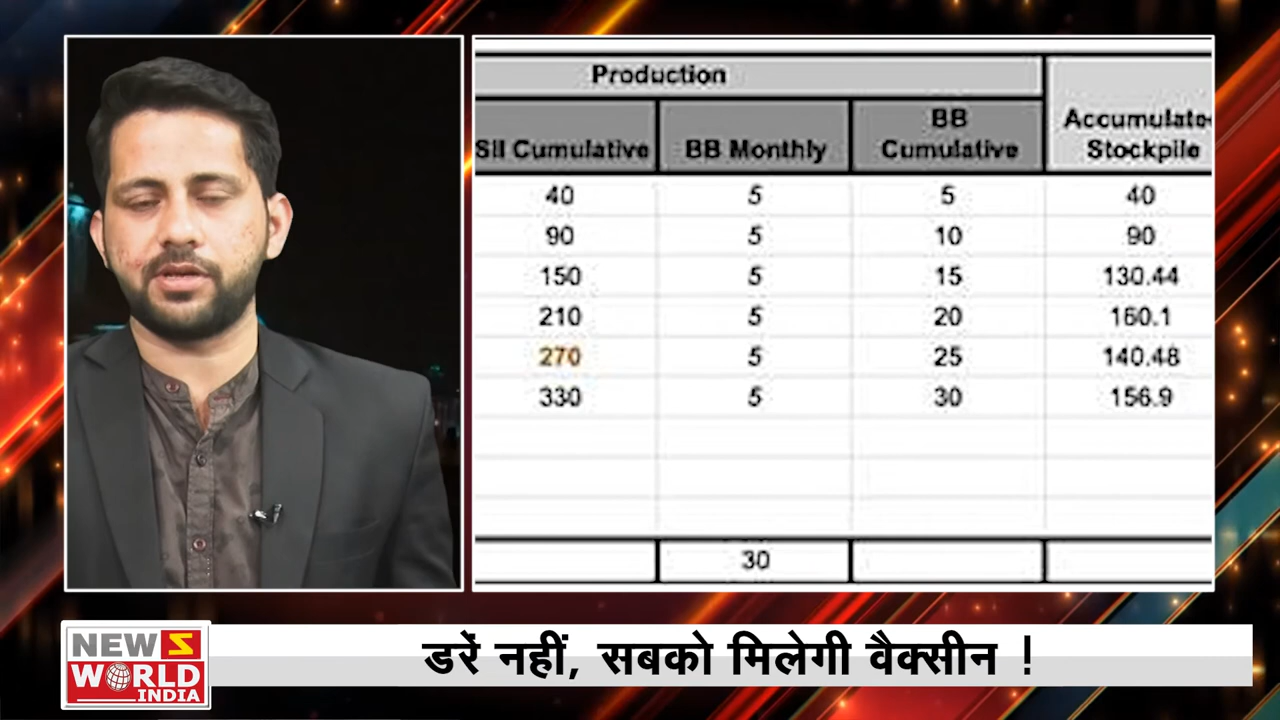 Production
SII Cumulative BB Monthly BB Cumulative Accumulate Stockpile
40 5 5 40
90 5 10 90
150 5 15 130.44
210 5 20 160.1
270 5 25 140.48
330 5 30 156.9
30
NEWS WORLD INDIA
डरें नहीं, सबको मिलेगी वैक्सीन !